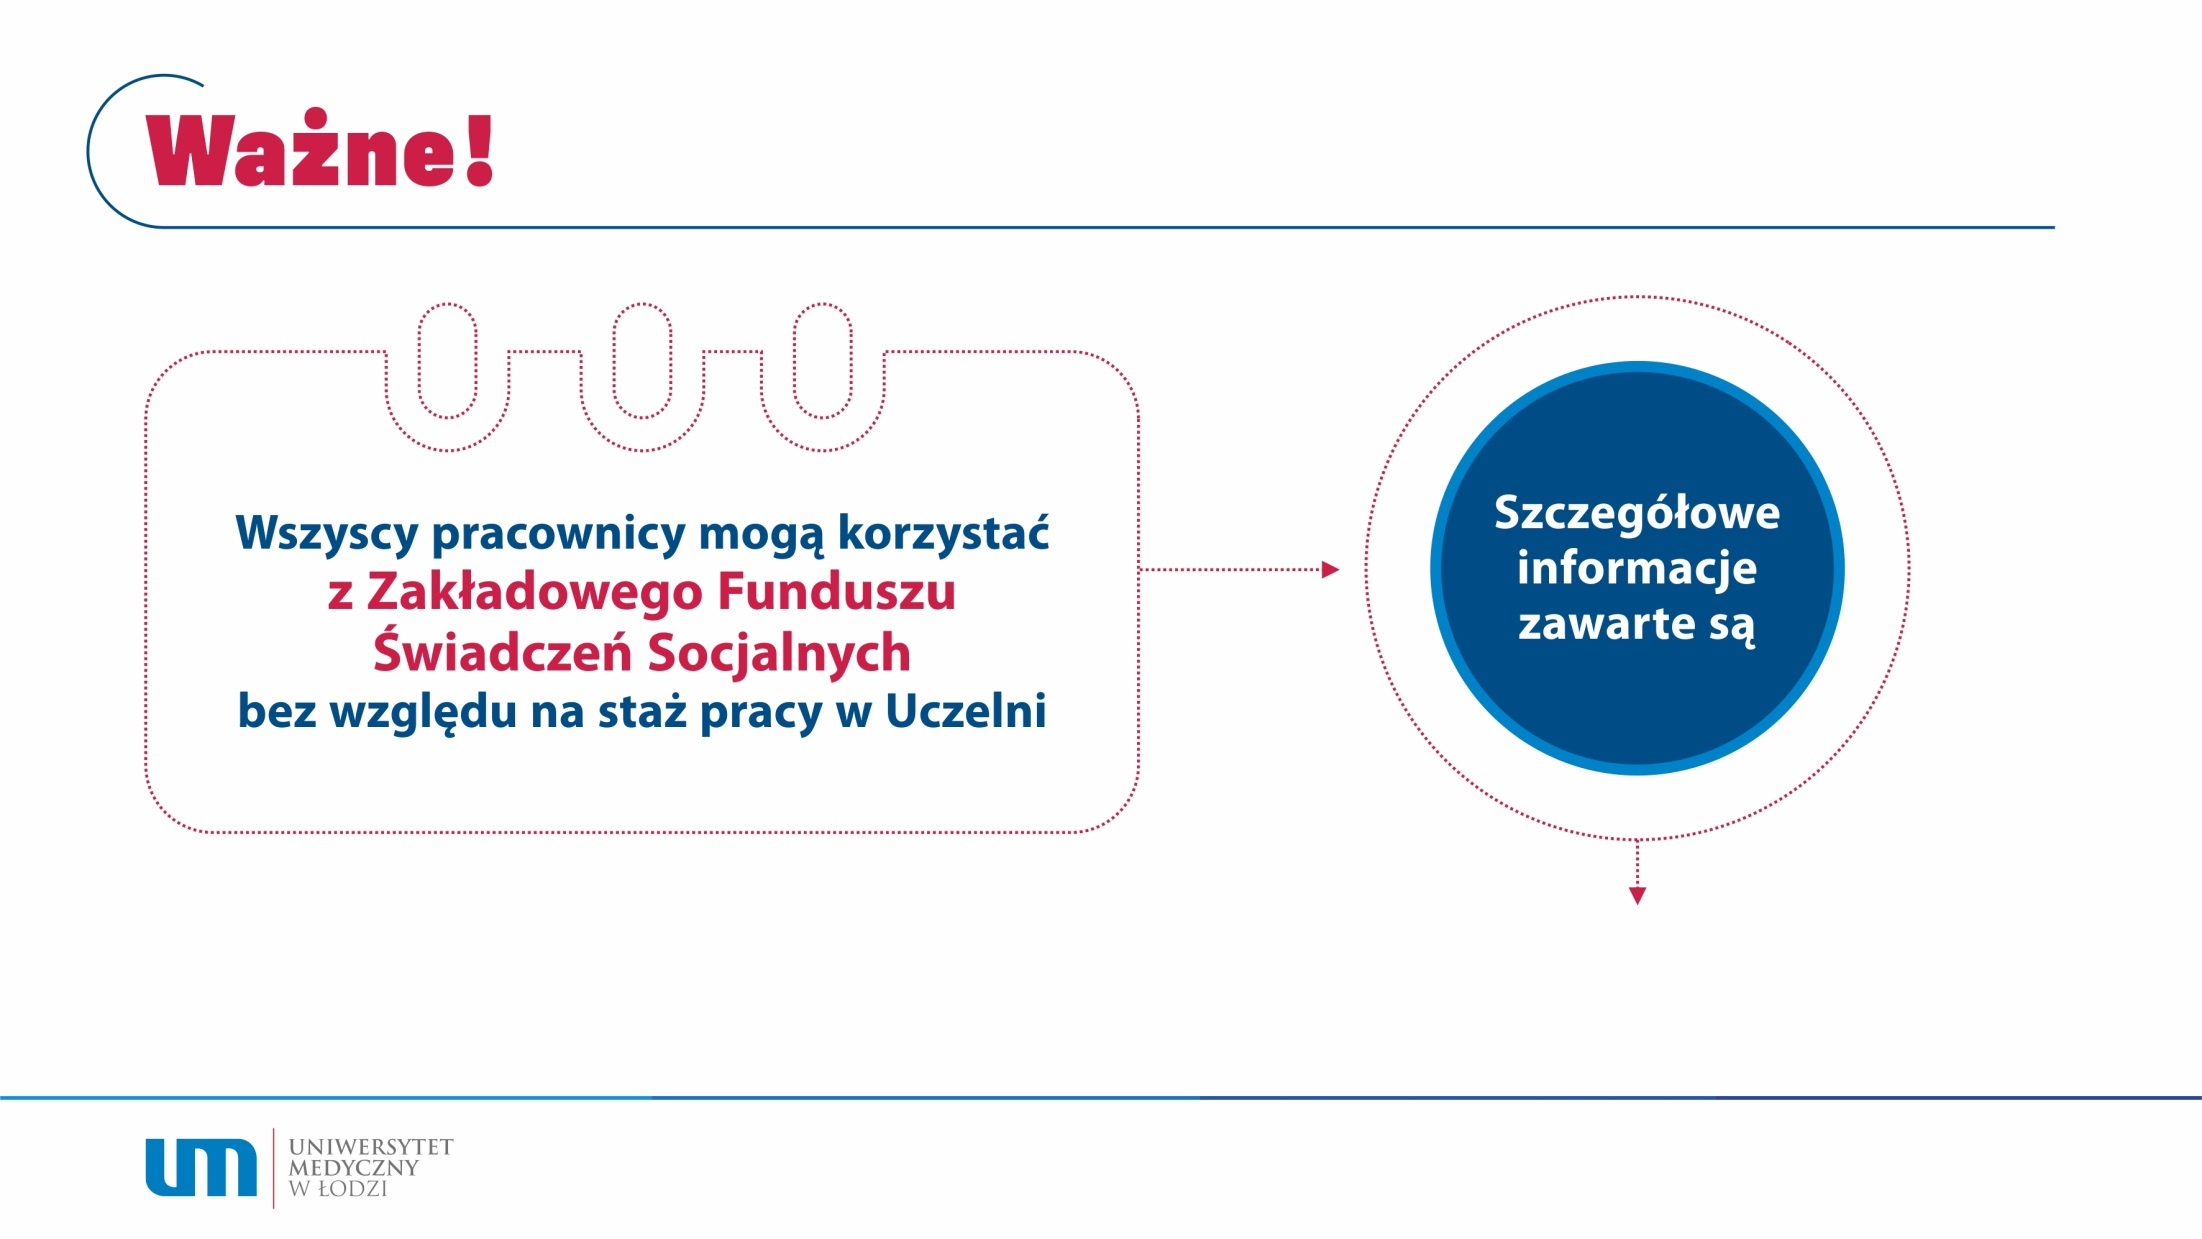 Ważne!
Wszyscy pracownicy mogą korzystać
z Zakładowego Funduszu
Świadczeń Socjalnych
bez względu na staż pracy w Uczelni
Szczegółowe
informacje
zawarte są
um
UNIWERSYTET
MEDYCZNY
W ŁODZI